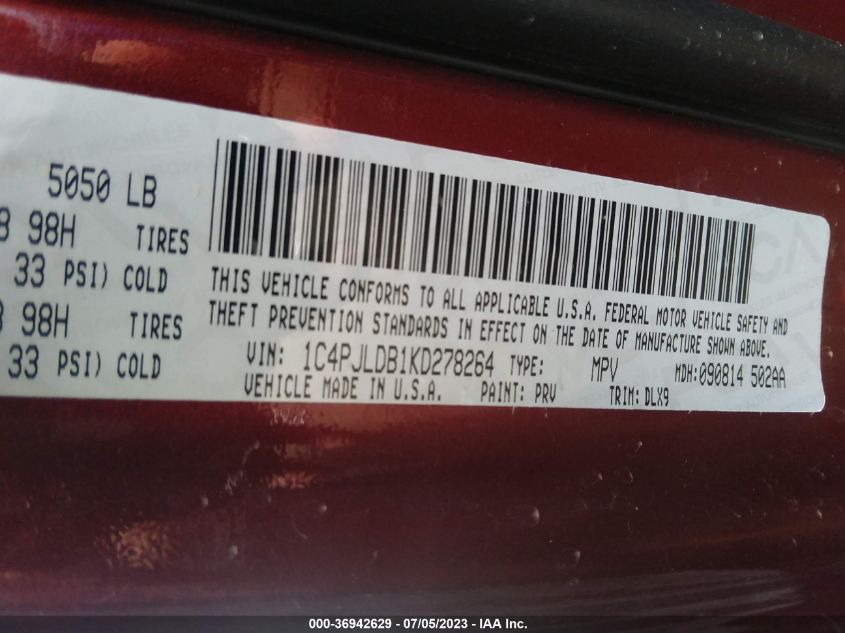 5050 LB
8 98H TIRES
33 PSI) COLD
8 98H TIRES
33 PSI) COLD
THIS VEHICLE CONFORMS TO ALL APPLICABLE U.S.A. FEDERAL MOTOR VEHICLE SAFETY AND
THEFT PREVENTION STANDARDS IN EFFECT ON THE DATE OF MANUFACTURE SHOWN ABOVE.
VIN: 1C4PJLDB1KD278264 TYPE: MPV MDH: 090814 502AA
VEHICLE MADE IN U.S.A. PAINT: PRV TRIM: DLX9
000-36942629 - 07/05/2023 - IAA Inc.